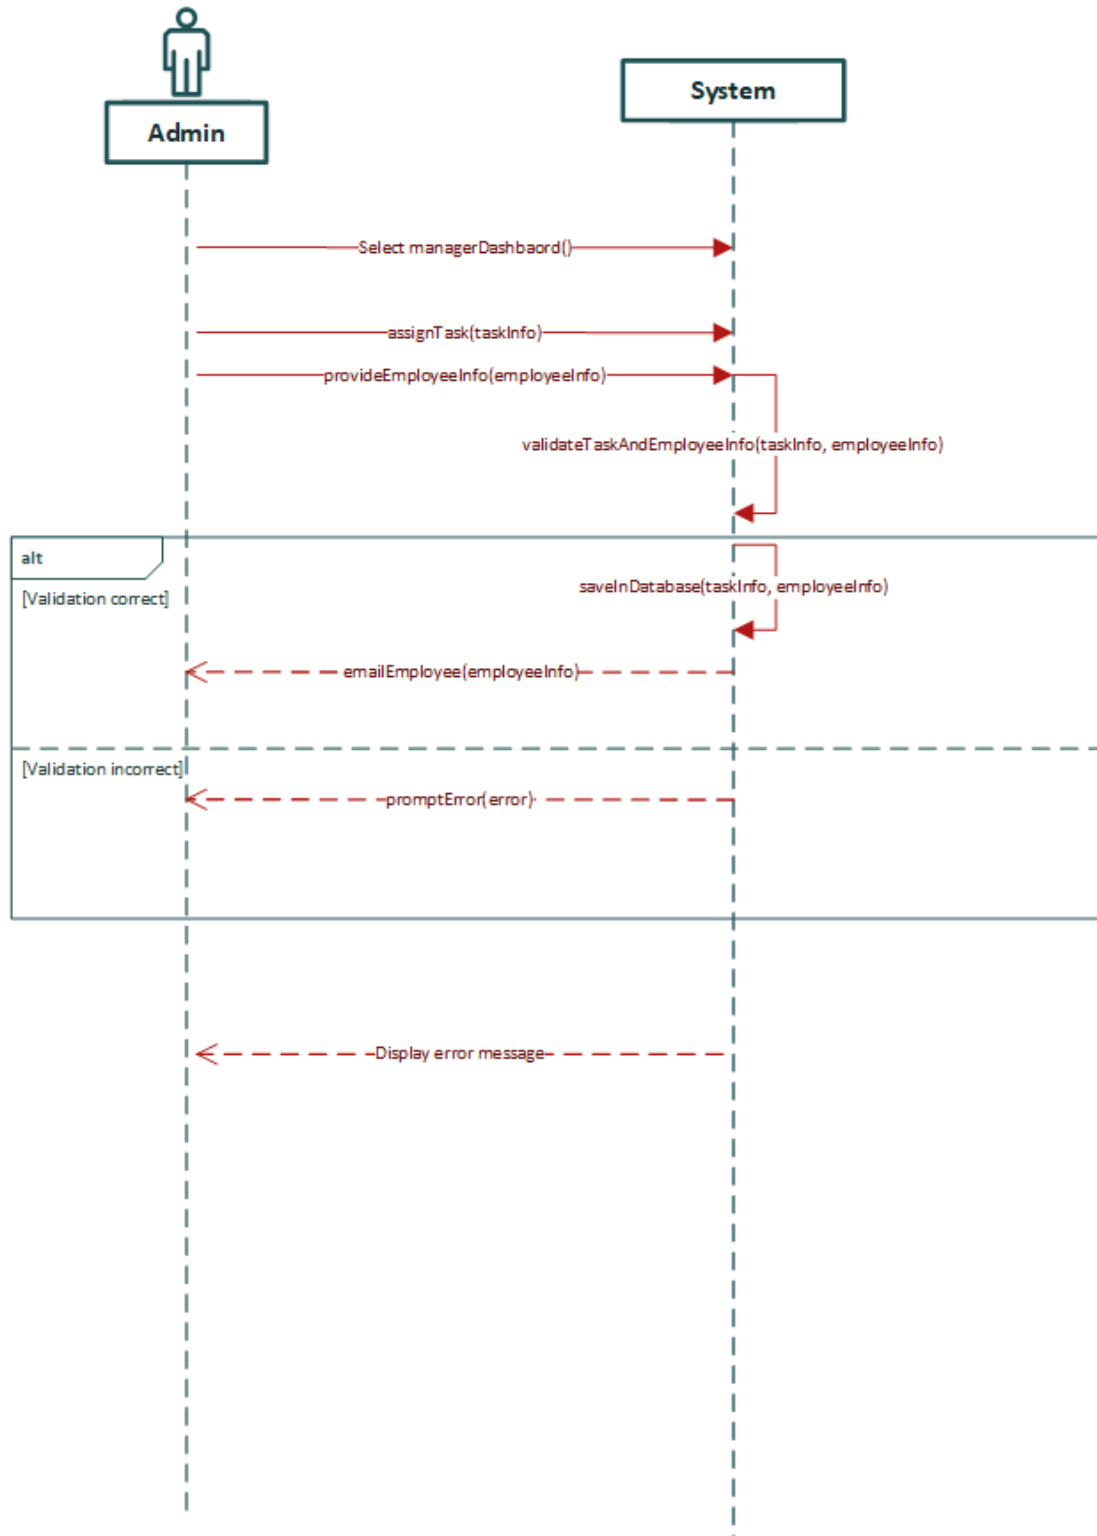 Admin
System
Select managerDashbaord()
assignTask(taskInfo)
provideEmployeeInfo(employeeInfo)
validateTaskAndEmployeeInfo(taskInfo, employeeInfo)
alt
saveInDatabase(taskInfo, employeeInfo)
[Validation correct]
emailEmployee(employeeInfo)
[Validation incorrect]
promptError(error)
Display error message